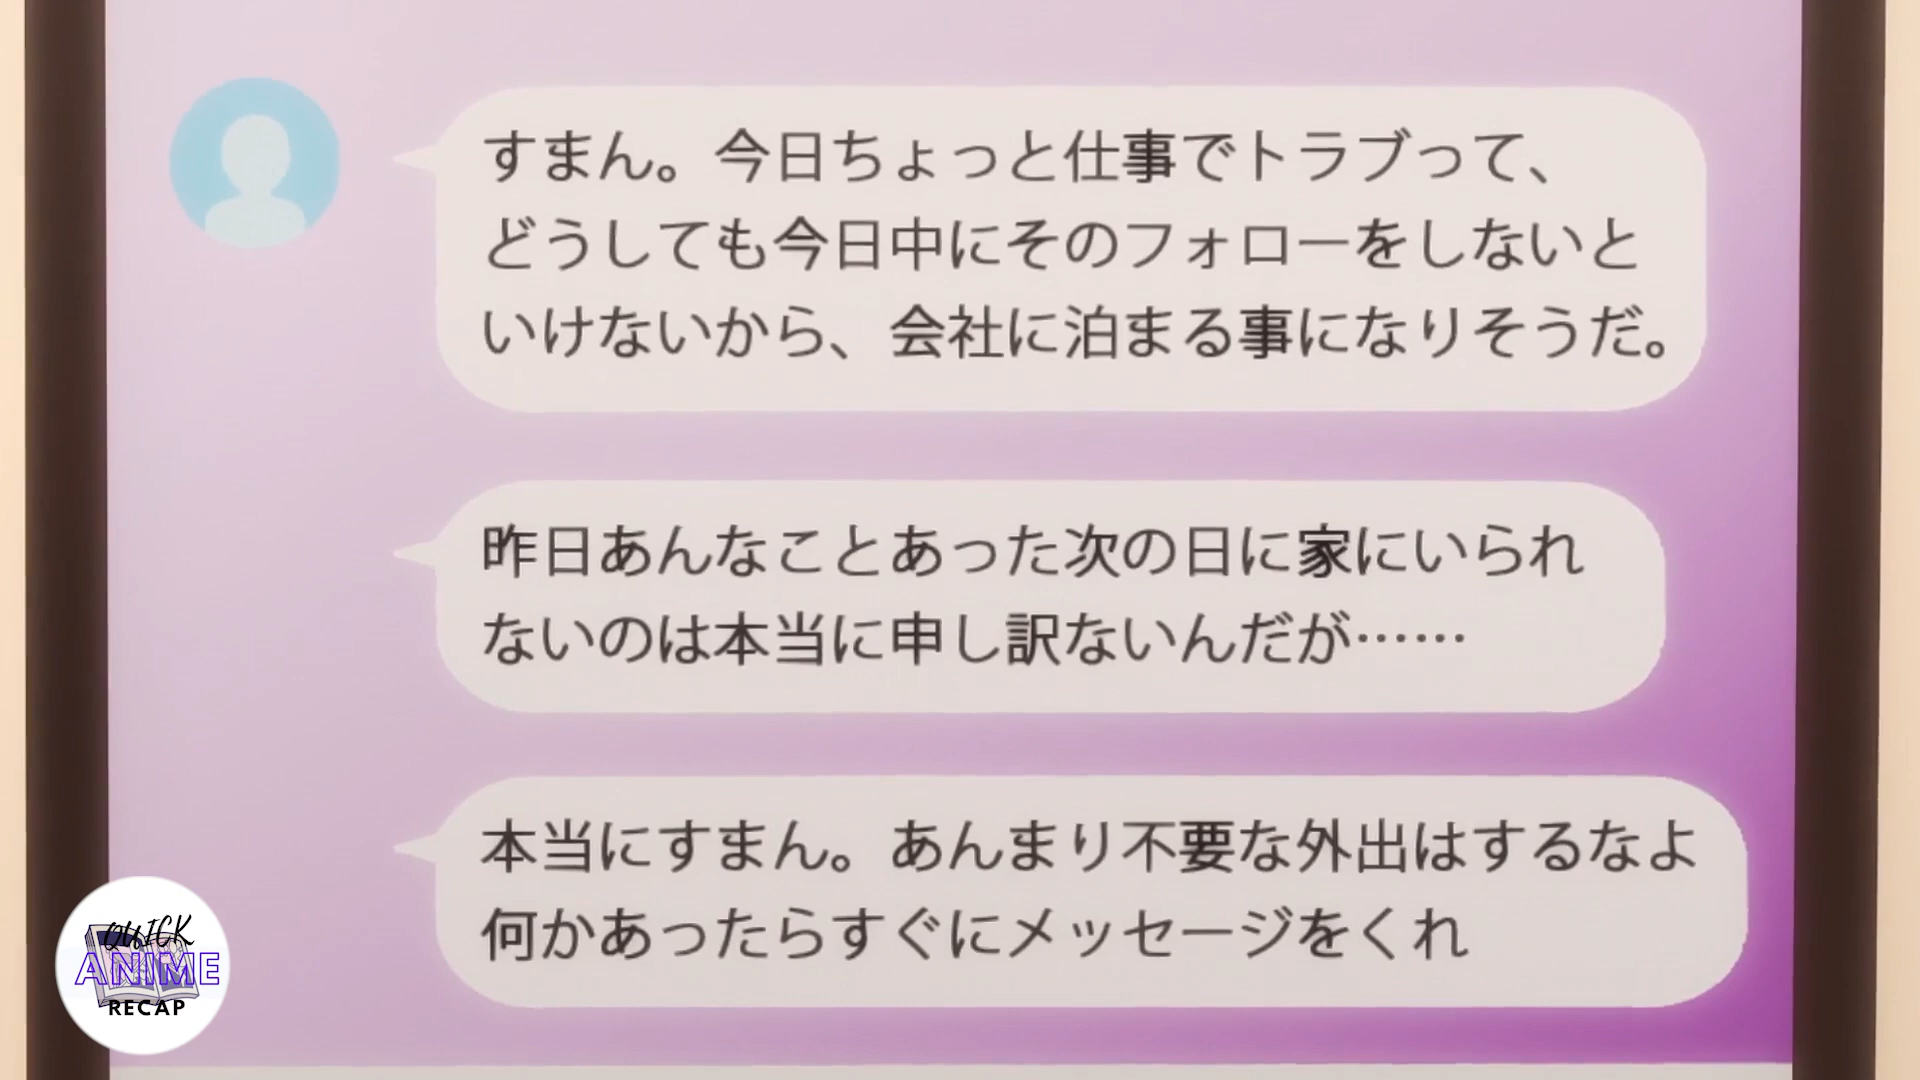 すまん。今日ちょっと仕事でトラブって、
どうしても今日中にそのフォローをしないと
いけないから、会社に泊まる事になりそうだ。
昨日あんなことあった次の日に家にいられ
ないのは本当に申し訳ないんだが……
本当にすまん。あんまり不要な外出はするなよ
何かあったらすぐにメッセージをくれ
QUICK
ANIME
RECAP